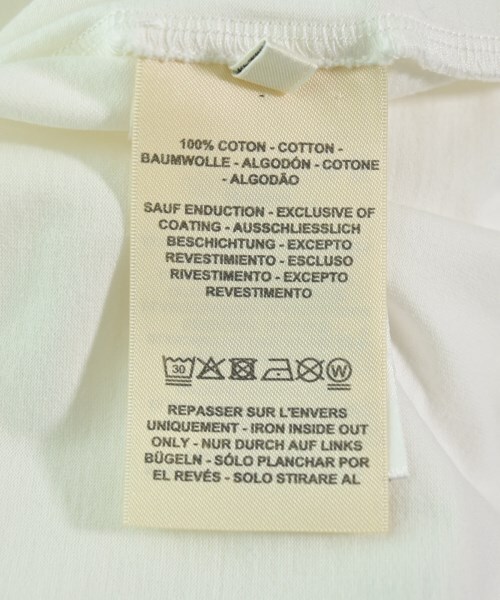 100% COTON - COTTON -
BAUMWOLLE - ALGODÓN - COTONE
- ALGODÃO
SAUF ENDUCTION - EXCLUSIVE OF
COATING - AUSSCHLIESSLICH
BESCHICHTUNG - EXCEPTO
REVESTIMIENTO - ESCLUSO
RIVESTIMENTO - EXCEPTO
REVESTIMENTO
30 W
REPASSER SUR L'ENVERS
UNIQUEMENT - IRON INSIDE OUT
ONLY - NUR DURCH AUF LINKS
BÜGELN - SÓLO PLANCHAR POR
EL REVÉS - SOLO STIRARE AL